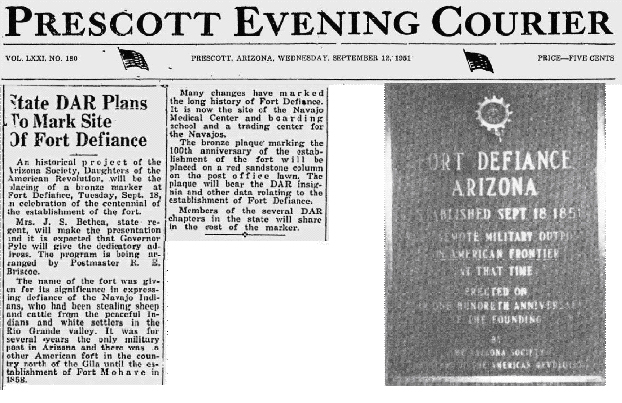 PRESCOTT EVENING COURIER
VOL. LXXI. NO. 180
PRESCOTT, ARIZONA, WEDNESDAY, SEPTEMBER 12, 1951
PRICE—FIVE CENTS
State DAR Plans
To Mark Site
Of Fort Defiance
An historical project of the
Arizona Society, Daughters of the
American Revolution, will be the
placing of a bronze marker at
Fort Defiance, Tuesday, Sept. 18,
in celebration of the centennial of
the establishment of the fort.
Mrs. J. S. Bethea, state re-
gent, will make the presentation
and it is expected that Governor
Pyle will give the dedicatory ad-
dress. The program is being ar-
ranged by Postmaster R. E.
Briscoe.
The name of the fort was giv-
en for its significance in express-
ing defiance of the Navajo Indi-
ans, who had been stealing sheep
and cattle from the peaceful In-
dians and white settlers in the
Rio Grande valley. It was for
several years the only military
post in Arizona and there was no
other American fort in the coun-
try north of the Gila until the es-
tablishment of Fort Mohave in
1858.
Many changes have marked
the long history of Fort Defiance.
It is now the site of the Navajo
Medical Center and boarding
school and a trading center for
the Navajos.
The bronze plaque marking the
100th anniversary of the estab-
lishment of the fort will be
placed on a red sandstone column
on the post office lawn. The
plaque will bear the DAR insig-
nia and other data relating to the
establishment of Fort Defiance.
Members of the several DAR
chapters in the state will share
in the cost of the marker.
ORT DEFIANCE
ARIZONA
ABLISHED SEPT 18 185
MOTE MILITARY OUTPO
AMERICAN FRONTIER
AT THAT TIME
ERECTED ON
ONE HUNDRETH ANNIVERSA
THE FOUNDING
BY
ARIZONA SOCIETY
OF THE AMERICAN REVOLUTIO